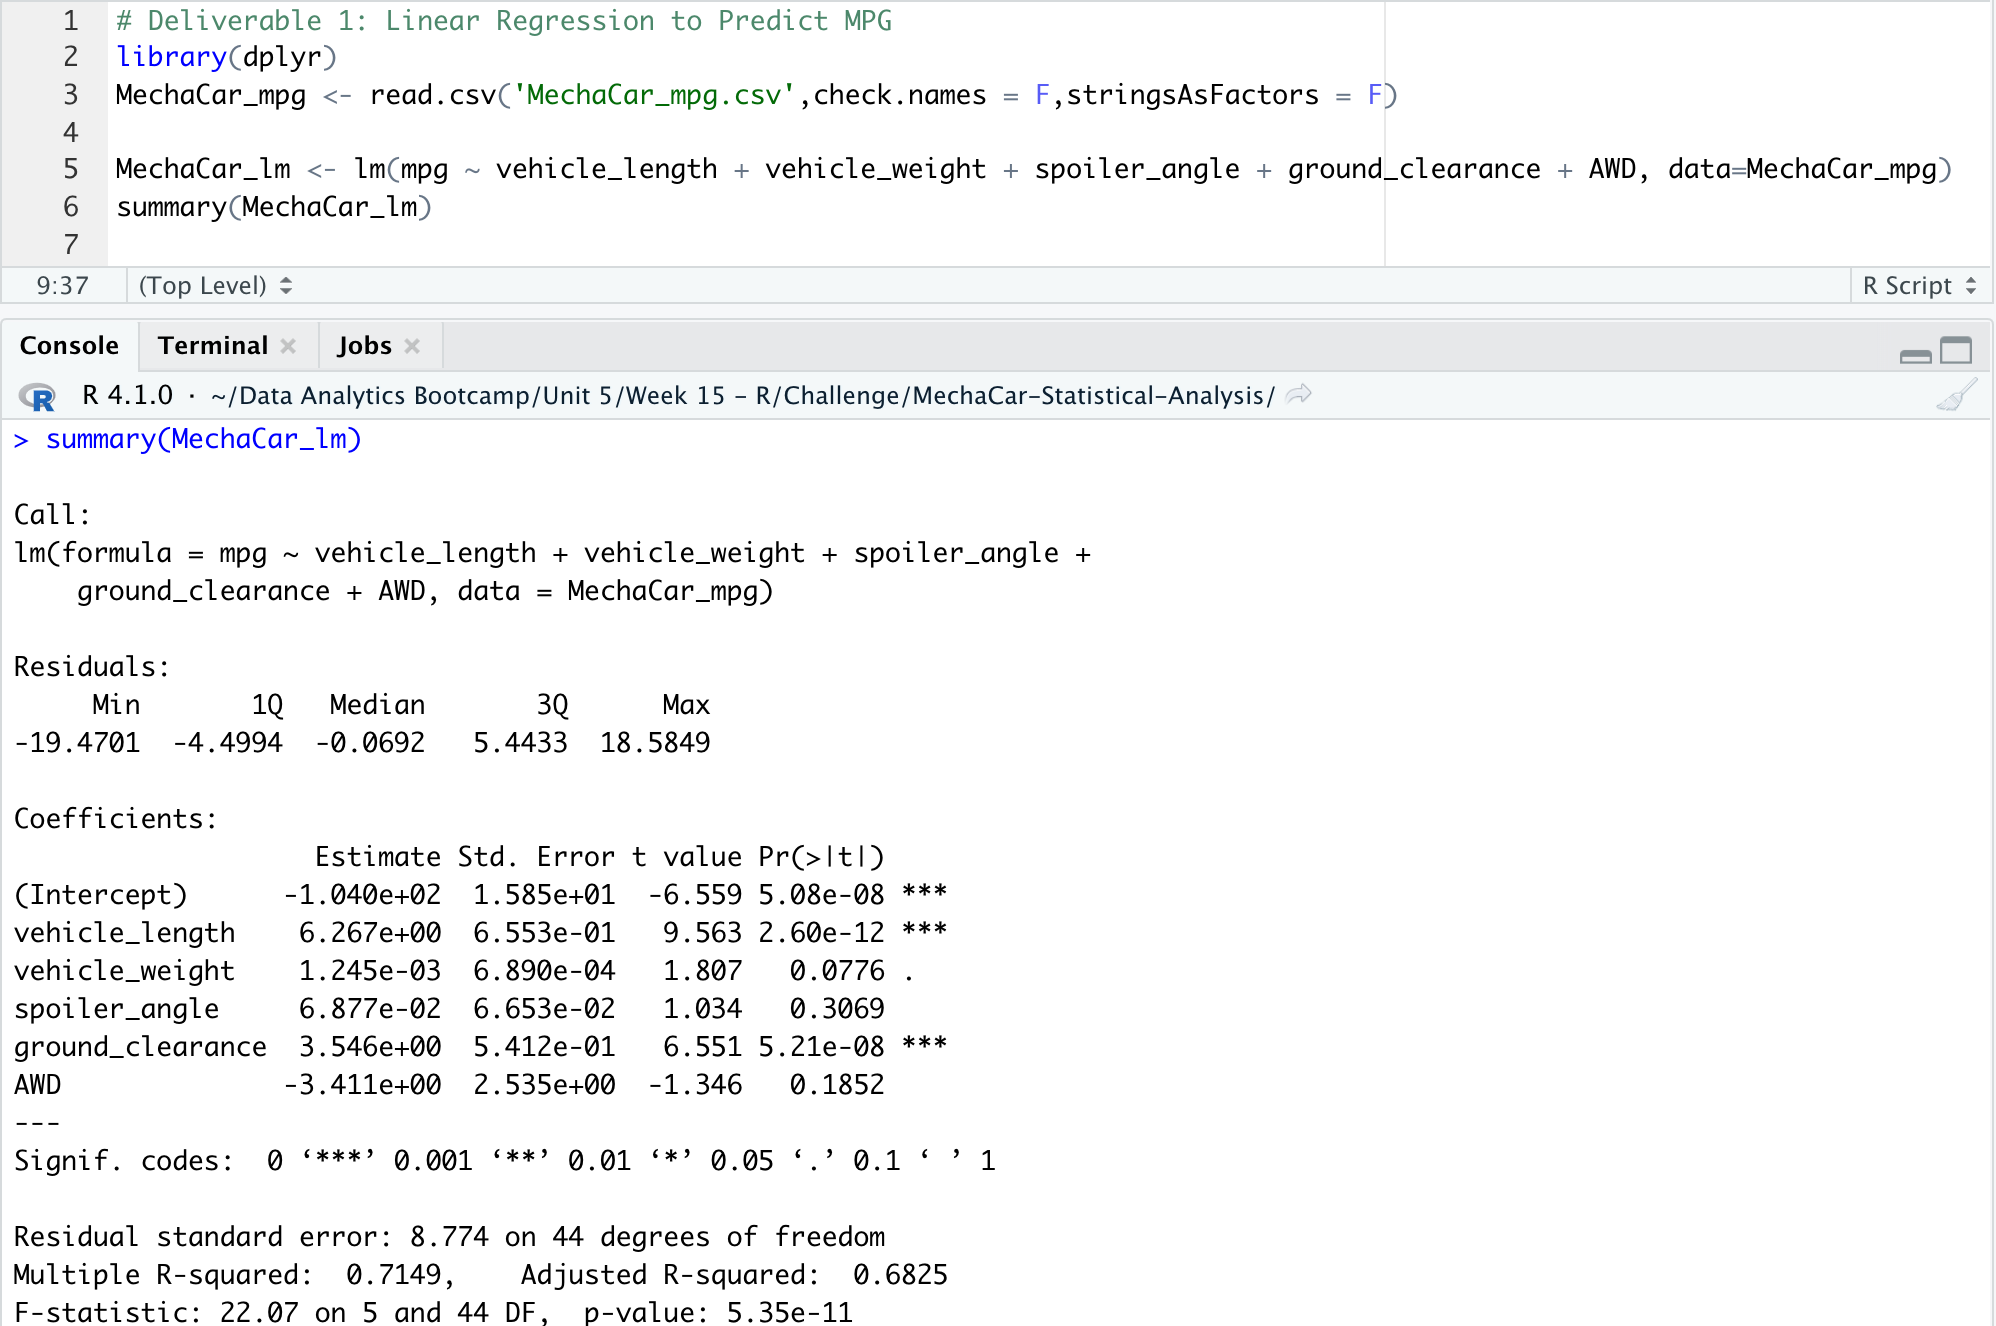 1 # Deliverable 1: Linear Regression to Predict MPG
2 library(dplyr)
3 MechaCar_mpg <- read.csv('MechaCar_mpg.csv',check.names = F,stringsAsFactors = F)
4
5 MechaCar_lm <- lm(mpg ~ vehicle_length + vehicle_weight + spoiler_angle + ground_clearance + AWD, data=MechaCar_mpg)
6 summary(MechaCar_lm)
7
9:37 (Top Level) R Script
Console Terminal Jobs
R R 4.1.0 · ~/Data Analytics Bootcamp/Unit 5/Week 15 – R/Challenge/MechaCar-Statistical-Analysis/
> summary(MechaCar_lm)
Call:
lm(formula = mpg ~ vehicle_length + vehicle_weight + spoiler_angle +
    ground_clearance + AWD, data = MechaCar_mpg)
Residuals:
     Min       1Q   Median       3Q      Max
-19.4701  -4.4994  -0.0692   5.4433  18.5849
Coefficients:
                   Estimate Std. Error t value Pr(>|t|)
(Intercept)      -1.040e+02  1.585e+01  -6.559 5.08e-08 ***
vehicle_length    6.267e+00  6.553e-01   9.563 2.60e-12 ***
vehicle_weight    1.245e-03  6.890e-04   1.807   0.0776 .
spoiler_angle     6.877e-02  6.653e-02   1.034   0.3069
ground_clearance  3.546e+00  5.412e-01   6.551 5.21e-08 ***
AWD              -3.411e+00  2.535e+00  -1.346   0.1852
---
Signif. codes:  0 ‘***’ 0.001 ‘**’ 0.01 ‘*’ 0.05 ‘.’ 0.1 ‘ ’ 1
Residual standard error: 8.774 on 44 degrees of freedom
Multiple R-squared:  0.7149,    Adjusted R-squared:  0.6825
F-statistic: 22.07 on 5 and 44 DF,  p-value: 5.35e-11